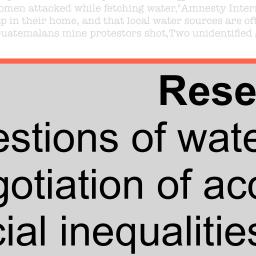 omen attacked while fetching water,"Amnesty Inter
p in their home, and that local water sources are oft
uatemalans mine protestors shot,Two unidentified
Rese
estions of wate
gotiation of acc
cial inequalities